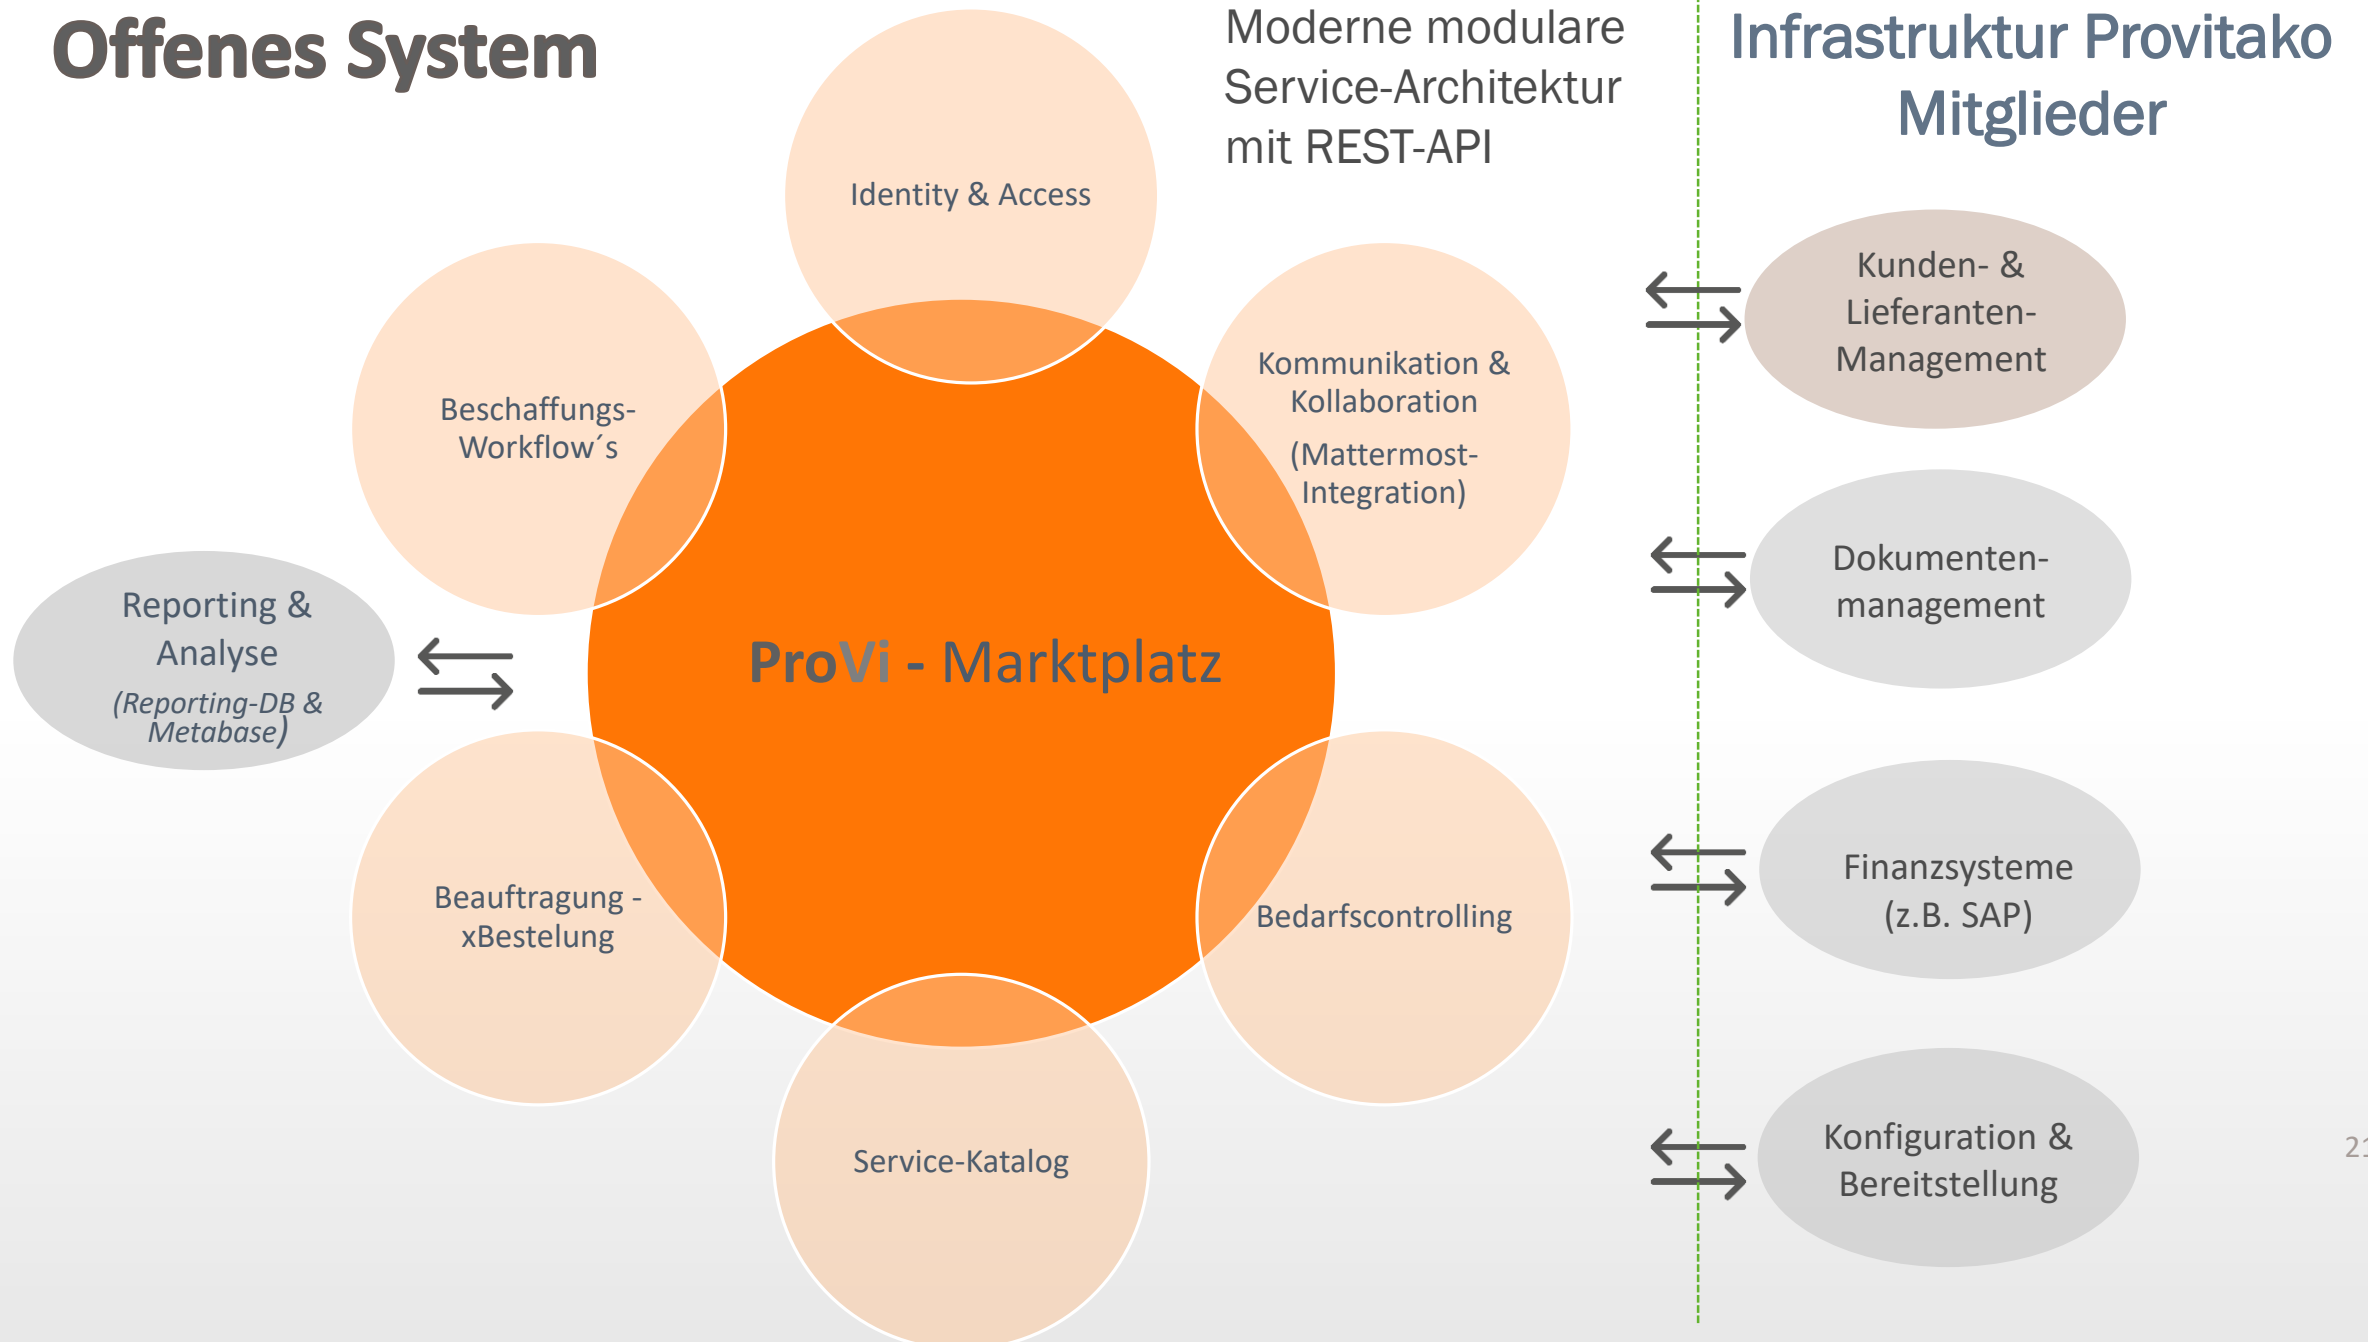 Offenes System
Moderne modulare
Service-Architektur
mit REST-API
Infrastruktur Provitako
Mitglieder
Identity & Access
Kommunikation &
Kollaboration
(Mattermost-
Integration)
Beschaffungs-
Workflow´s
Reporting &
Analyse
(Reporting-DB &
Metabase)
ProVi - Marktplatz
Beauftragung -
xBestelung
Bedarfscontrolling
Service-Katalog
Kunden- &
Lieferanten-
Management
Dokumenten-
management
Finanzsysteme
(z.B. SAP)
Konfiguration &
Bereitstellung
21